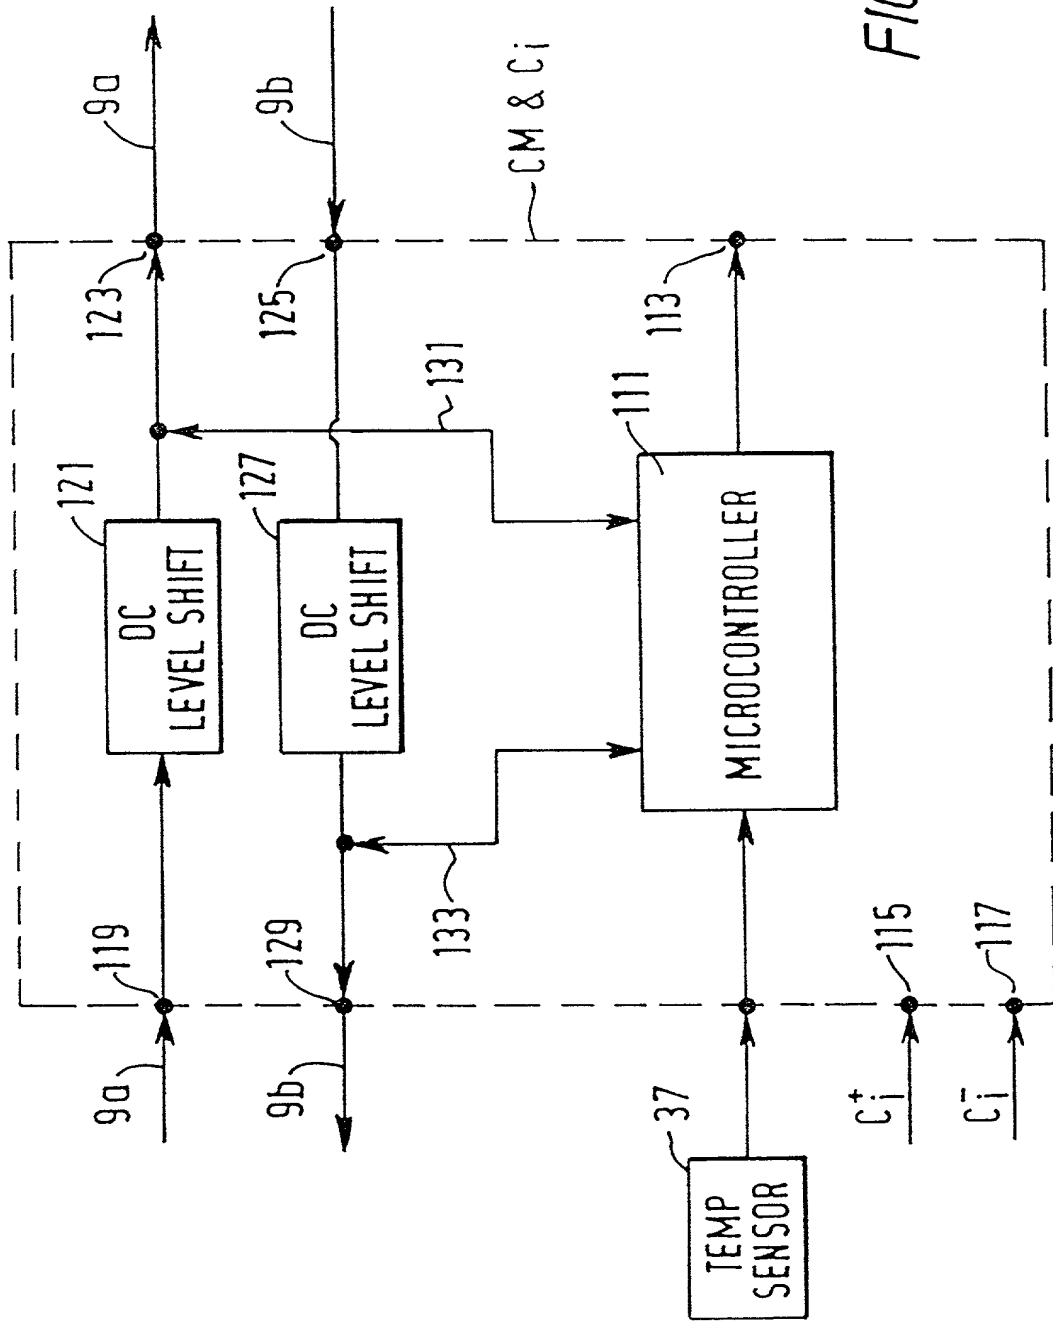 9a
119
DC
LEVEL SHIFT
121
123
9a
9b
129
DC
LEVEL SHIFT
127
125
9b
133
131
CM & Ci
TEMP
SENSOR
37
MICROCONTROLLER
111
113
Ci+
115
Ci-
117